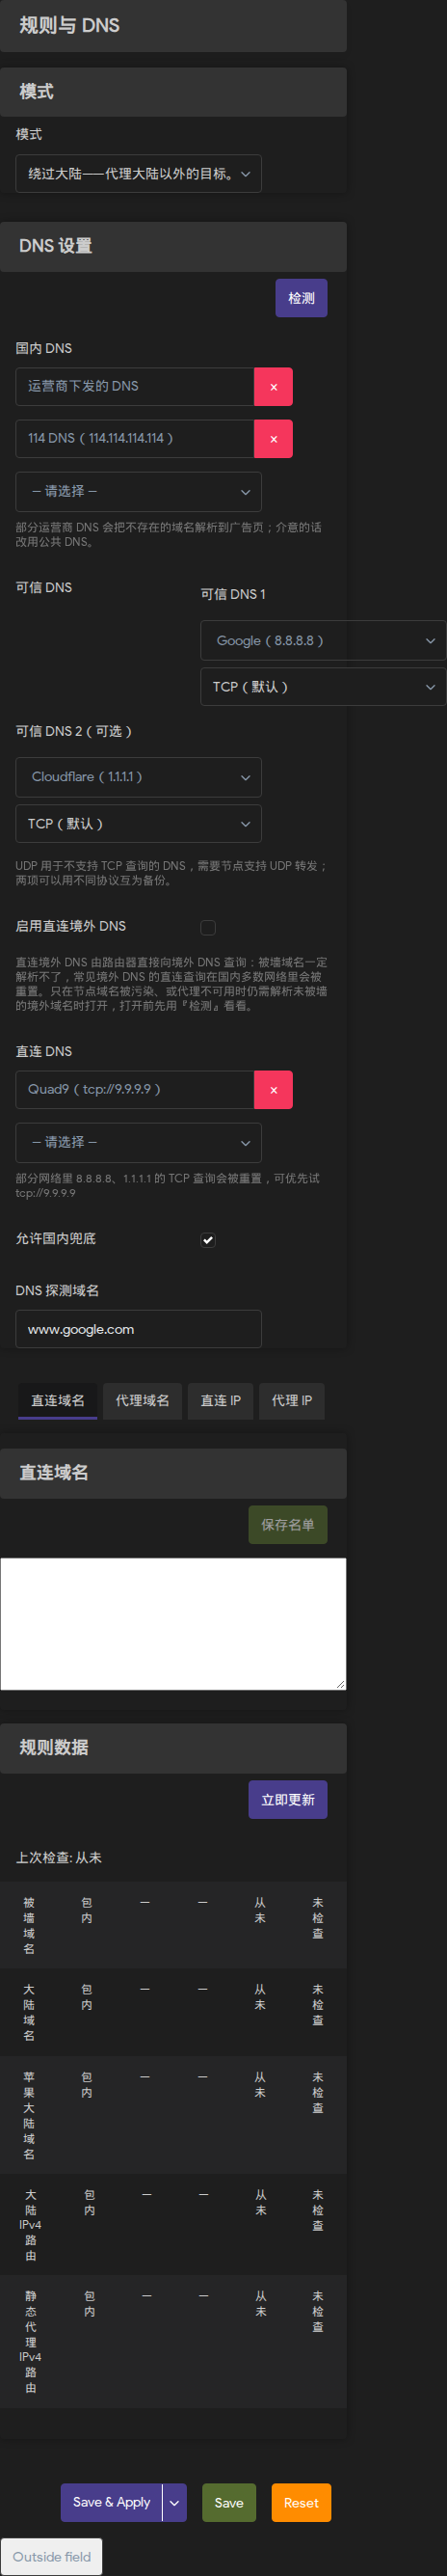 规则与 DNS
模式
模式
绕过大陆——代理大陆以外的目标。
DNS 设置
检测
国内 DNS
运营商下发的 DNS
×
114 DNS（114.114.114.114）
×
— 请选择 —
部分运营商 DNS 会把不存在的域名解析到广告页；介意的话
改用公共 DNS。
可信 DNS
可信 DNS 1
Google（8.8.8.8）
TCP（默认）
可信 DNS 2（可选）
Cloudflare（1.1.1.1）
TCP（默认）
UDP 用于不支持 TCP 查询的 DNS，需要节点支持 UDP 转发；
两项可以用不同协议互为备份。
启用直连境外 DNS
直连境外 DNS 由路由器直接向境外 DNS 查询：被墙域名一定
解析不了，常见境外 DNS 的直连查询在国内多数网络里会被
重置。只在节点域名被污染、或代理不可用时仍需解析未被墙
的境外域名时打开，打开前先用『检测』看看。
直连 DNS
Quad9（tcp://9.9.9.9）
×
— 请选择 —
部分网络里 8.8.8.8、1.1.1.1 的 TCP 查询会被重置，可优先试
tcp://9.9.9.9
允许国内兜底
DNS 探测域名
www.google.com
直连域名 代理域名 直连 IP 代理 IP
直连域名
保存名单
规则数据
立即更新
上次检查: 从未
被墙域名 包内 — — 从未 未检查
大陆域名 包内 — — 从未 未检查
苹果大陆域名 包内 — — 从未 未检查
大陆 IPv4 路由 包内 — — 从未 未检查
静态代理 IPv4 路由 包内 — — 从未 未检查
Save & Apply Save Reset
Outside field